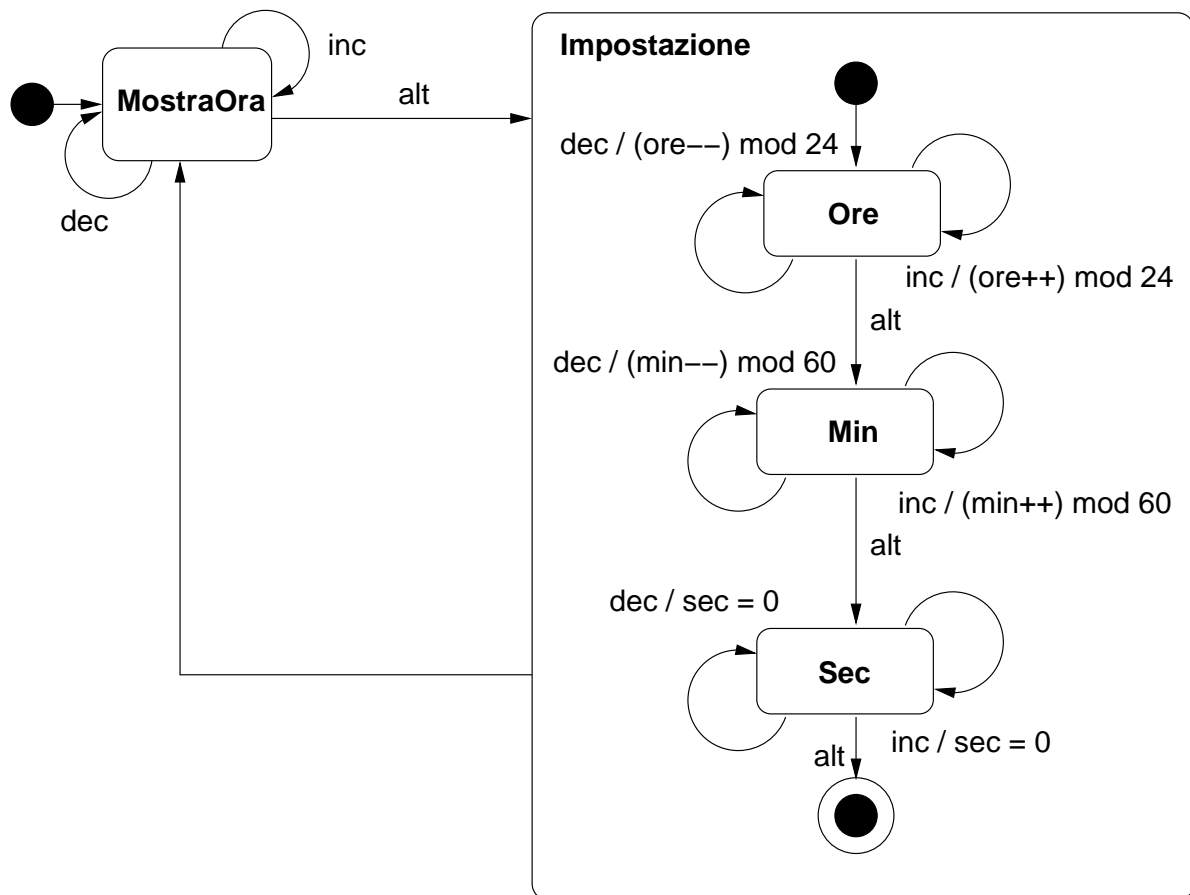 Impostazione
inc
MostraOra
alt
dec
dec / (ore−−) mod 24
Ore
inc / (ore++) mod 24
alt
dec / (min−−) mod 60
Min
inc / (min++) mod 60
alt
dec / sec = 0
Sec
inc / sec = 0
alt